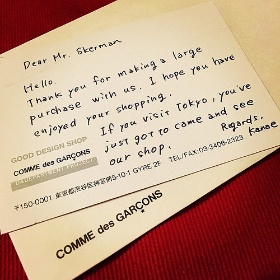 Dear Mr. Skerman
Hello.
Thank you for making a large
purchase with us. I hope you have
enjoyed your shopping.
If you visit Tokyo, you've
just got to came and see
our shop.
Regards,
Kanae
GOOD DESIGN SHOP
COMME des GARÇONS
D&DEPARTMENT PROJECT
〒150-0001 東京都渋谷区神宮前5-10-1 GYRE 2F TEL/FAX:03-3406-2323
COMME des GARÇONS